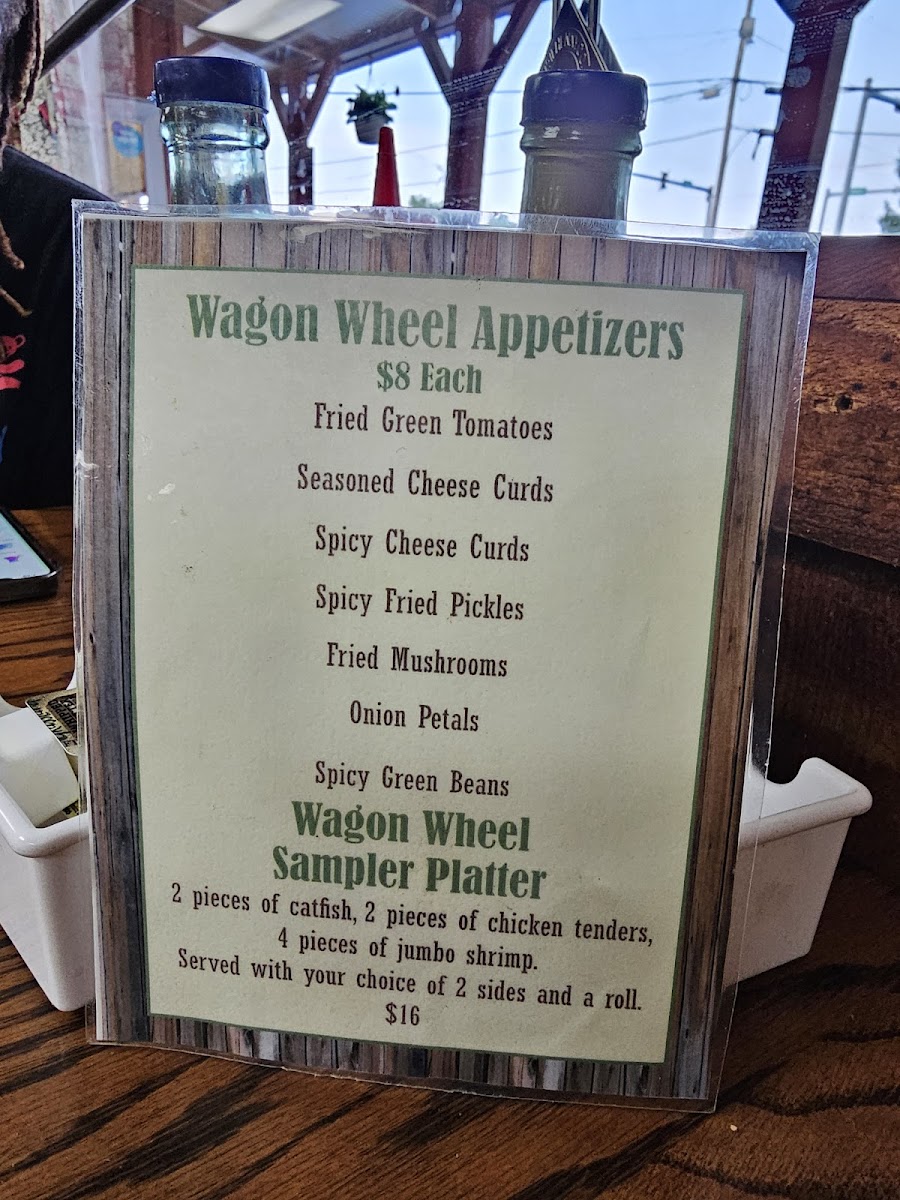 Wagon Wheel Appetizers
$8 Each
Fried Green Tomatoes
Seasoned Cheese Curds
Spicy Cheese Curds
Spicy Fried Pickles
Fried Mushrooms
Onion Petals
Spicy Green Beans
Wagon Wheel
Sampler Platter
2 pieces of catfish, 2 pieces of chicken tenders,
4 pieces of jumbo shrimp.
Served with your choice of 2 sides and a roll.
$16